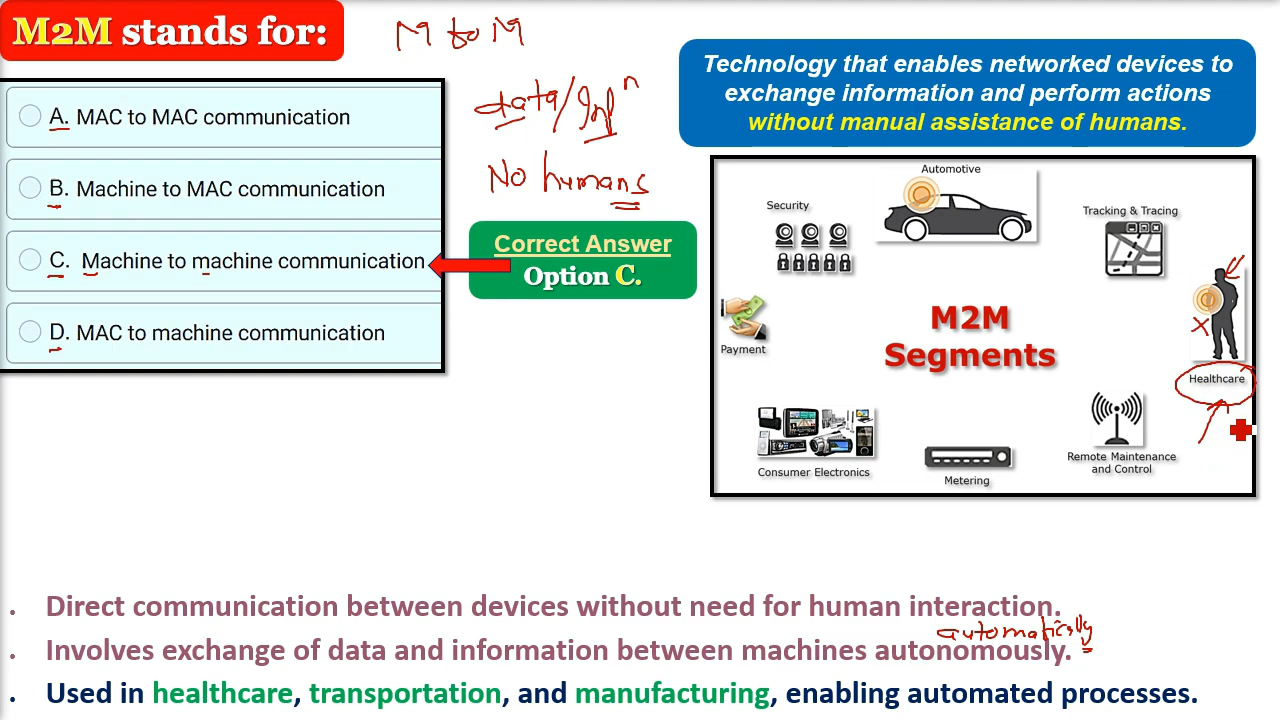 M2M stands for:
M to M
A. MAC to MAC communication
B. Machine to MAC communication
C. Machine to machine communication
D. MAC to machine communication
data/Infn
No humans
Correct Answer
Option C.
Technology that enables networked devices to
exchange information and perform actions
without manual assistance of humans.
Automotive
Security
Tracking & Tracing
Payment
M2M
Segments
Healthcare
Consumer Electronics
Metering
Remote Maintenance
and Control
• Direct communication between devices without need for human interaction.
automatically
• Involves exchange of data and information between machines autonomously.
• Used in healthcare, transportation, and manufacturing, enabling automated processes.